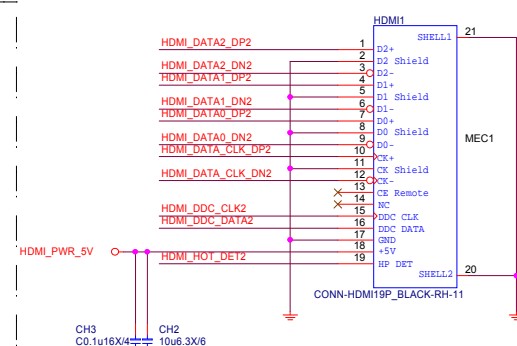 HDMI1
HDMI_DATA2_DP2 1 D2+ SHELL1 21
2 D2 Shield
HDMI_DATA2_DN2 3 D2-
HDMI_DATA1_DP2 4 D1+
5 D1 Shield
HDMI_DATA1_DN2 6 D1-
HDMI_DATA0_DP2 7 D0+
8 D0 Shield MEC1
HDMI_DATA0_DN2 9 D0-
HDMI_DATA_CLK_DP2 10 CK+
11 CK Shield
HDMI_DATA_CLK_DN2 12 CK-
13 CE Remote
14 NC
HDMI_DDC_CLK2 15 DDC CLK
HDMI_DDC_DATA2 16 DDC DATA
17 GND
HDMI_PWR_5V 18 +5V
HDMI_HOT_DET2 19 HP DET
SHELL2 20
CONN-HDMI19P_BLACK-RH-11
CH3 CH2
C0.1u16X/4 10u6.3X/6